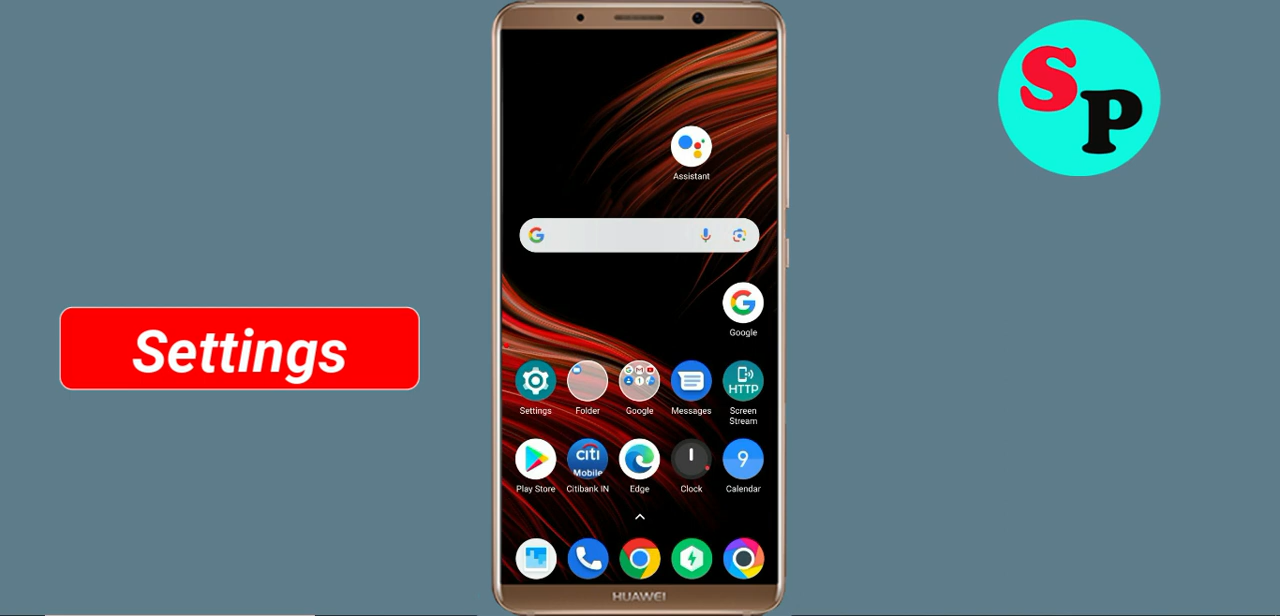 SP
Assistant
Google
Settings
HTTP
Settings
Folder
Google
Messages
Screen
Stream
citi
Mobile
9
Play Store
Citibank IN
Edge
Clock
Calendar
HUAWEI